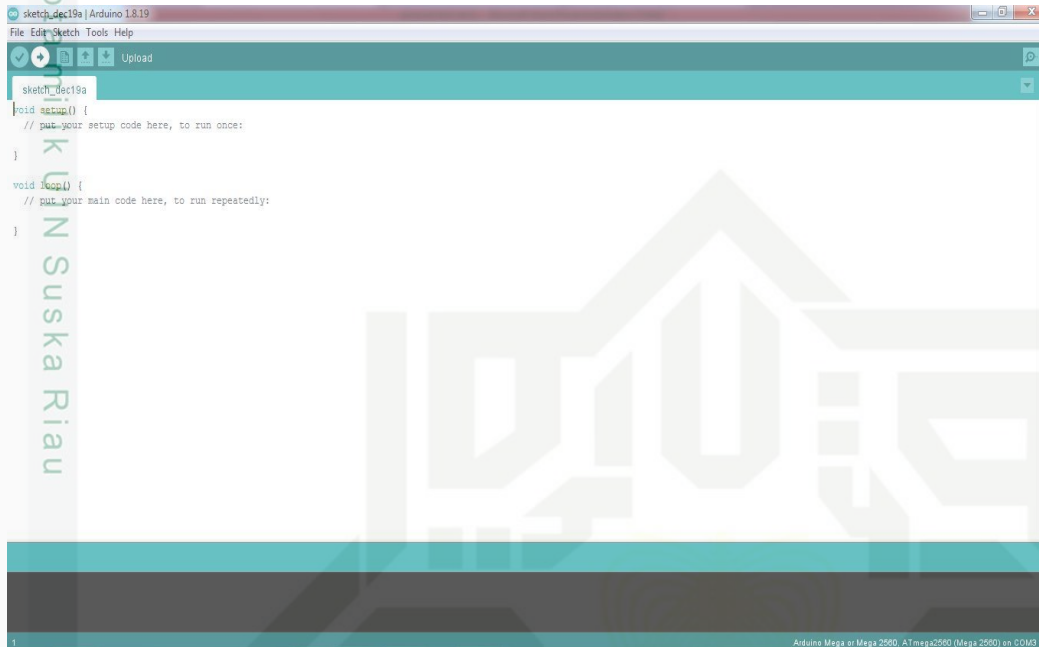 sketch_dec19a | Arduino 1.8.19
File Edit Sketch Tools Help
Upload
sketch_dec19a
void setup() {
// put your setup code here, to run once:
}
void loop() {
// put your main code here, to run repeatedly:
}
milik UIN Suska Riau
1
Arduino Mega or Mega 2560, ATmega2560 (Mega 2560) on COM3